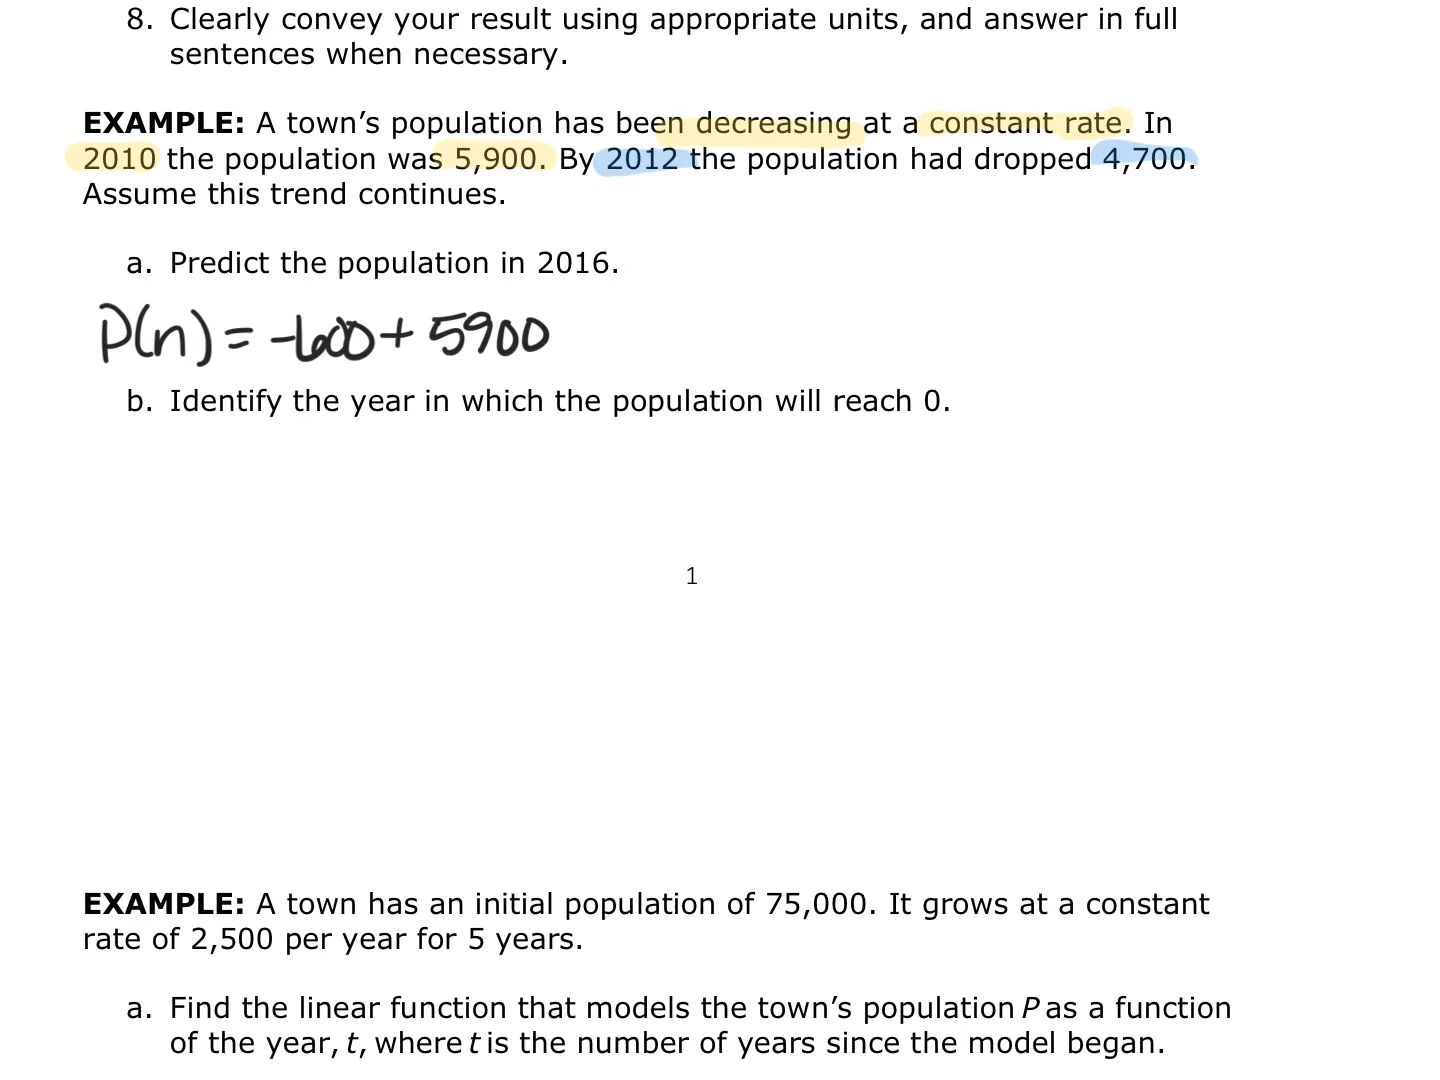 8. Clearly convey your result using appropriate units, and answer in full
sentences when necessary.
EXAMPLE: A town's population has been decreasing at a constant rate. In
2010 the population was 5,900. By 2012 the population had dropped 4,700.
Assume this trend continues.
a. Predict the population in 2016.
P(n) = -600 + 5900
b. Identify the year in which the population will reach 0.
1
EXAMPLE: A town has an initial population of 75,000. It grows at a constant
rate of 2,500 per year for 5 years.
a. Find the linear function that models the town's population P as a function
of the year, t, where t is the number of years since the model began.